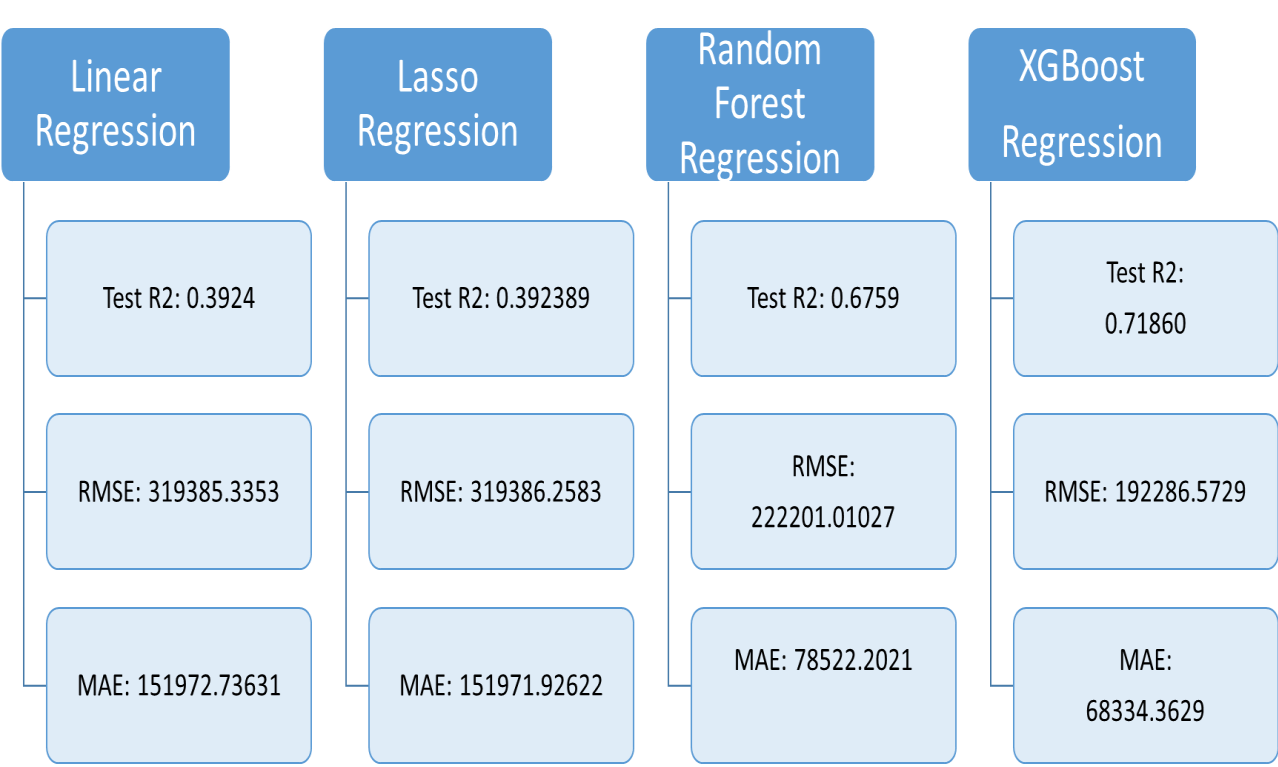 Linear
Regression
Test R2: 0.3924
RMSE: 319385.3353
MAE: 151972.73631
Lasso
Regression
Test R2: 0.392389
RMSE: 319386.2583
MAE: 151971.92622
Random
Forest
Regression
Test R2: 0.6759
RMSE:
222201.01027
MAE: 78522.2021
XGBoost
Regression
Test R2:
0.71860
RMSE: 192286.5729
MAE:
68334.3629